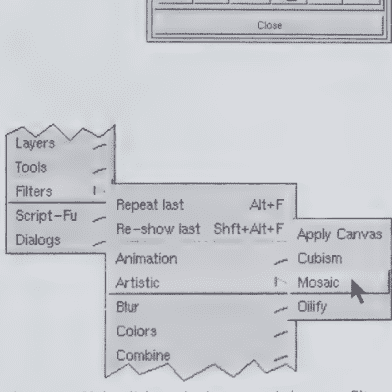 Close
Layers
Tools
Filters
Script-Fu
Dialogs
Repeat last Alt+F
Re-show last Shft+Alt+F
Animation
Artistic
Blur
Colors
Combine
Apply Canvas
Cubism
Mosaic
Oilify